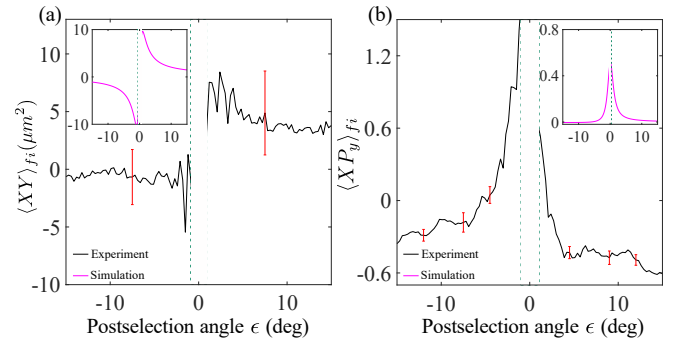 (a)
10
5
0
-5
-10
⟨XY⟩fi(μm²)
10
0
-10
-10
0
10
Experiment
Simulation
-10
0
10
Postselection angle ϵ (deg)
(b)
1.2
0.6
0
-0.6
⟨XPy⟩fi
0.8
0.4
0
-10
0
10
Experiment
Simulation
-10
0
10
Postselection angle ϵ (deg)